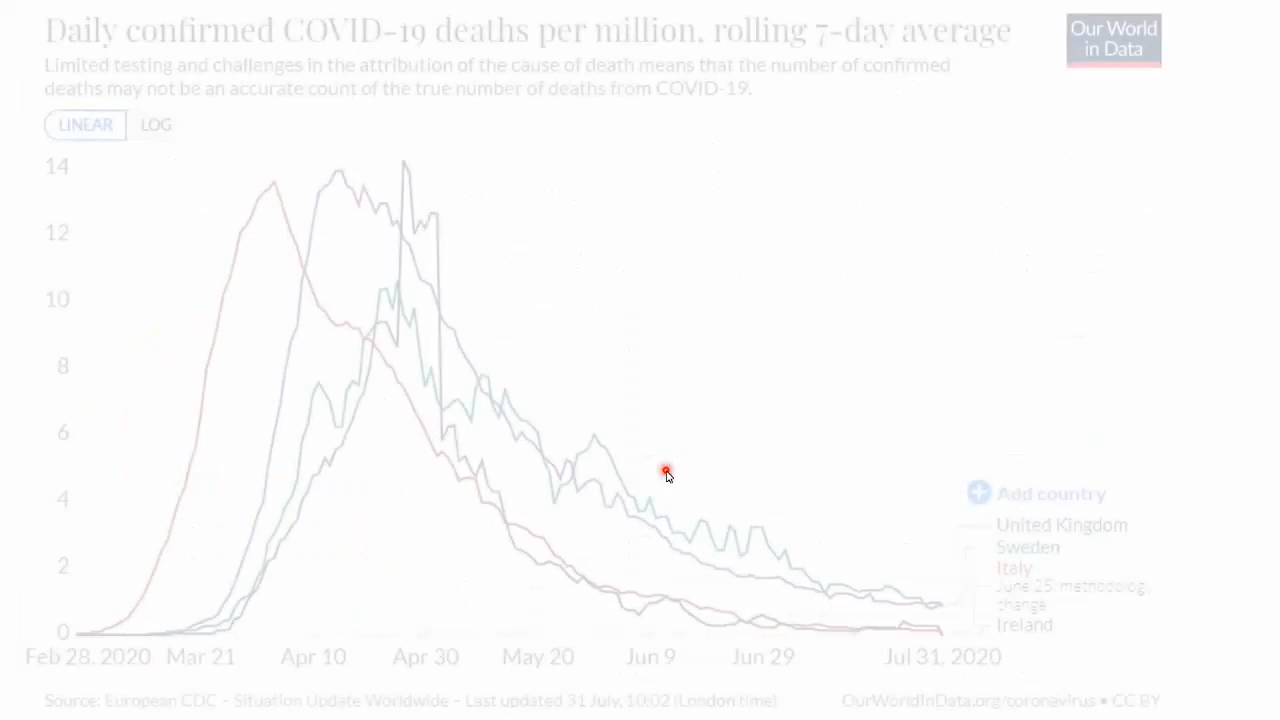 Daily confirmed COVID-19 deaths per million, rolling 7-day average
Our World
in Data
Limited testing and challenges in the attribution of the cause of death means that the number of confirmed
deaths may not be an accurate count of the true number of deaths from COVID-19.
LINEAR LOG
14
12
10
8
6
4
2
0
Add country
United Kingdom
Sweden
Italy
June 25: methodolog
change
Ireland
Feb 28, 2020 Mar 21 Apr 10 Apr 30 May 20 Jun 9 Jun 29 Jul 31, 2020
Source: European CDC – Situation Update Worldwide – Last updated 31 July, 10:02 (London time)
OurWorldInData.org/coronavirus • CC BY